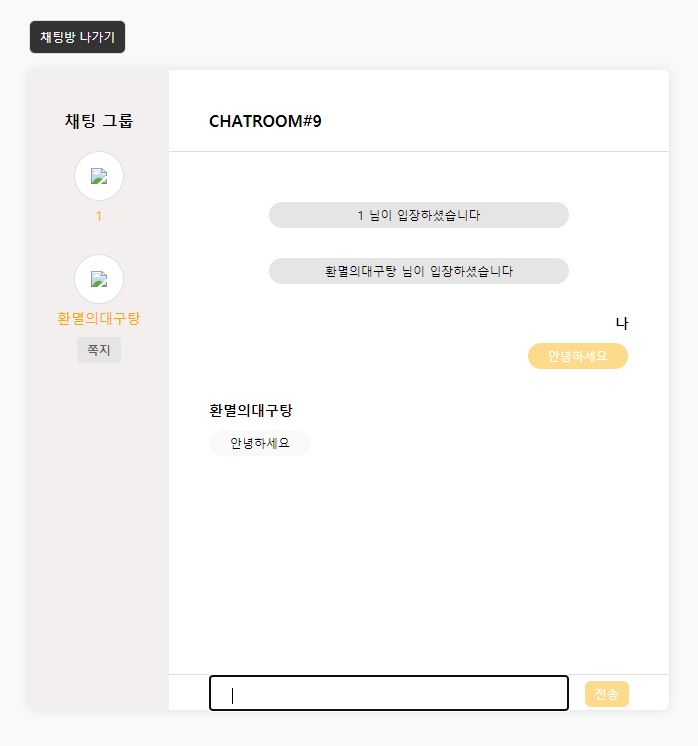 채팅방 나가기
채팅 그룹
1
환멸의대구탕
쪽지
CHATROOM#9
1 님이 입장하셨습니다
환멸의대구탕 님이 입장하셨습니다
나
안녕하세요
환멸의대구탕
안녕하세요
전송